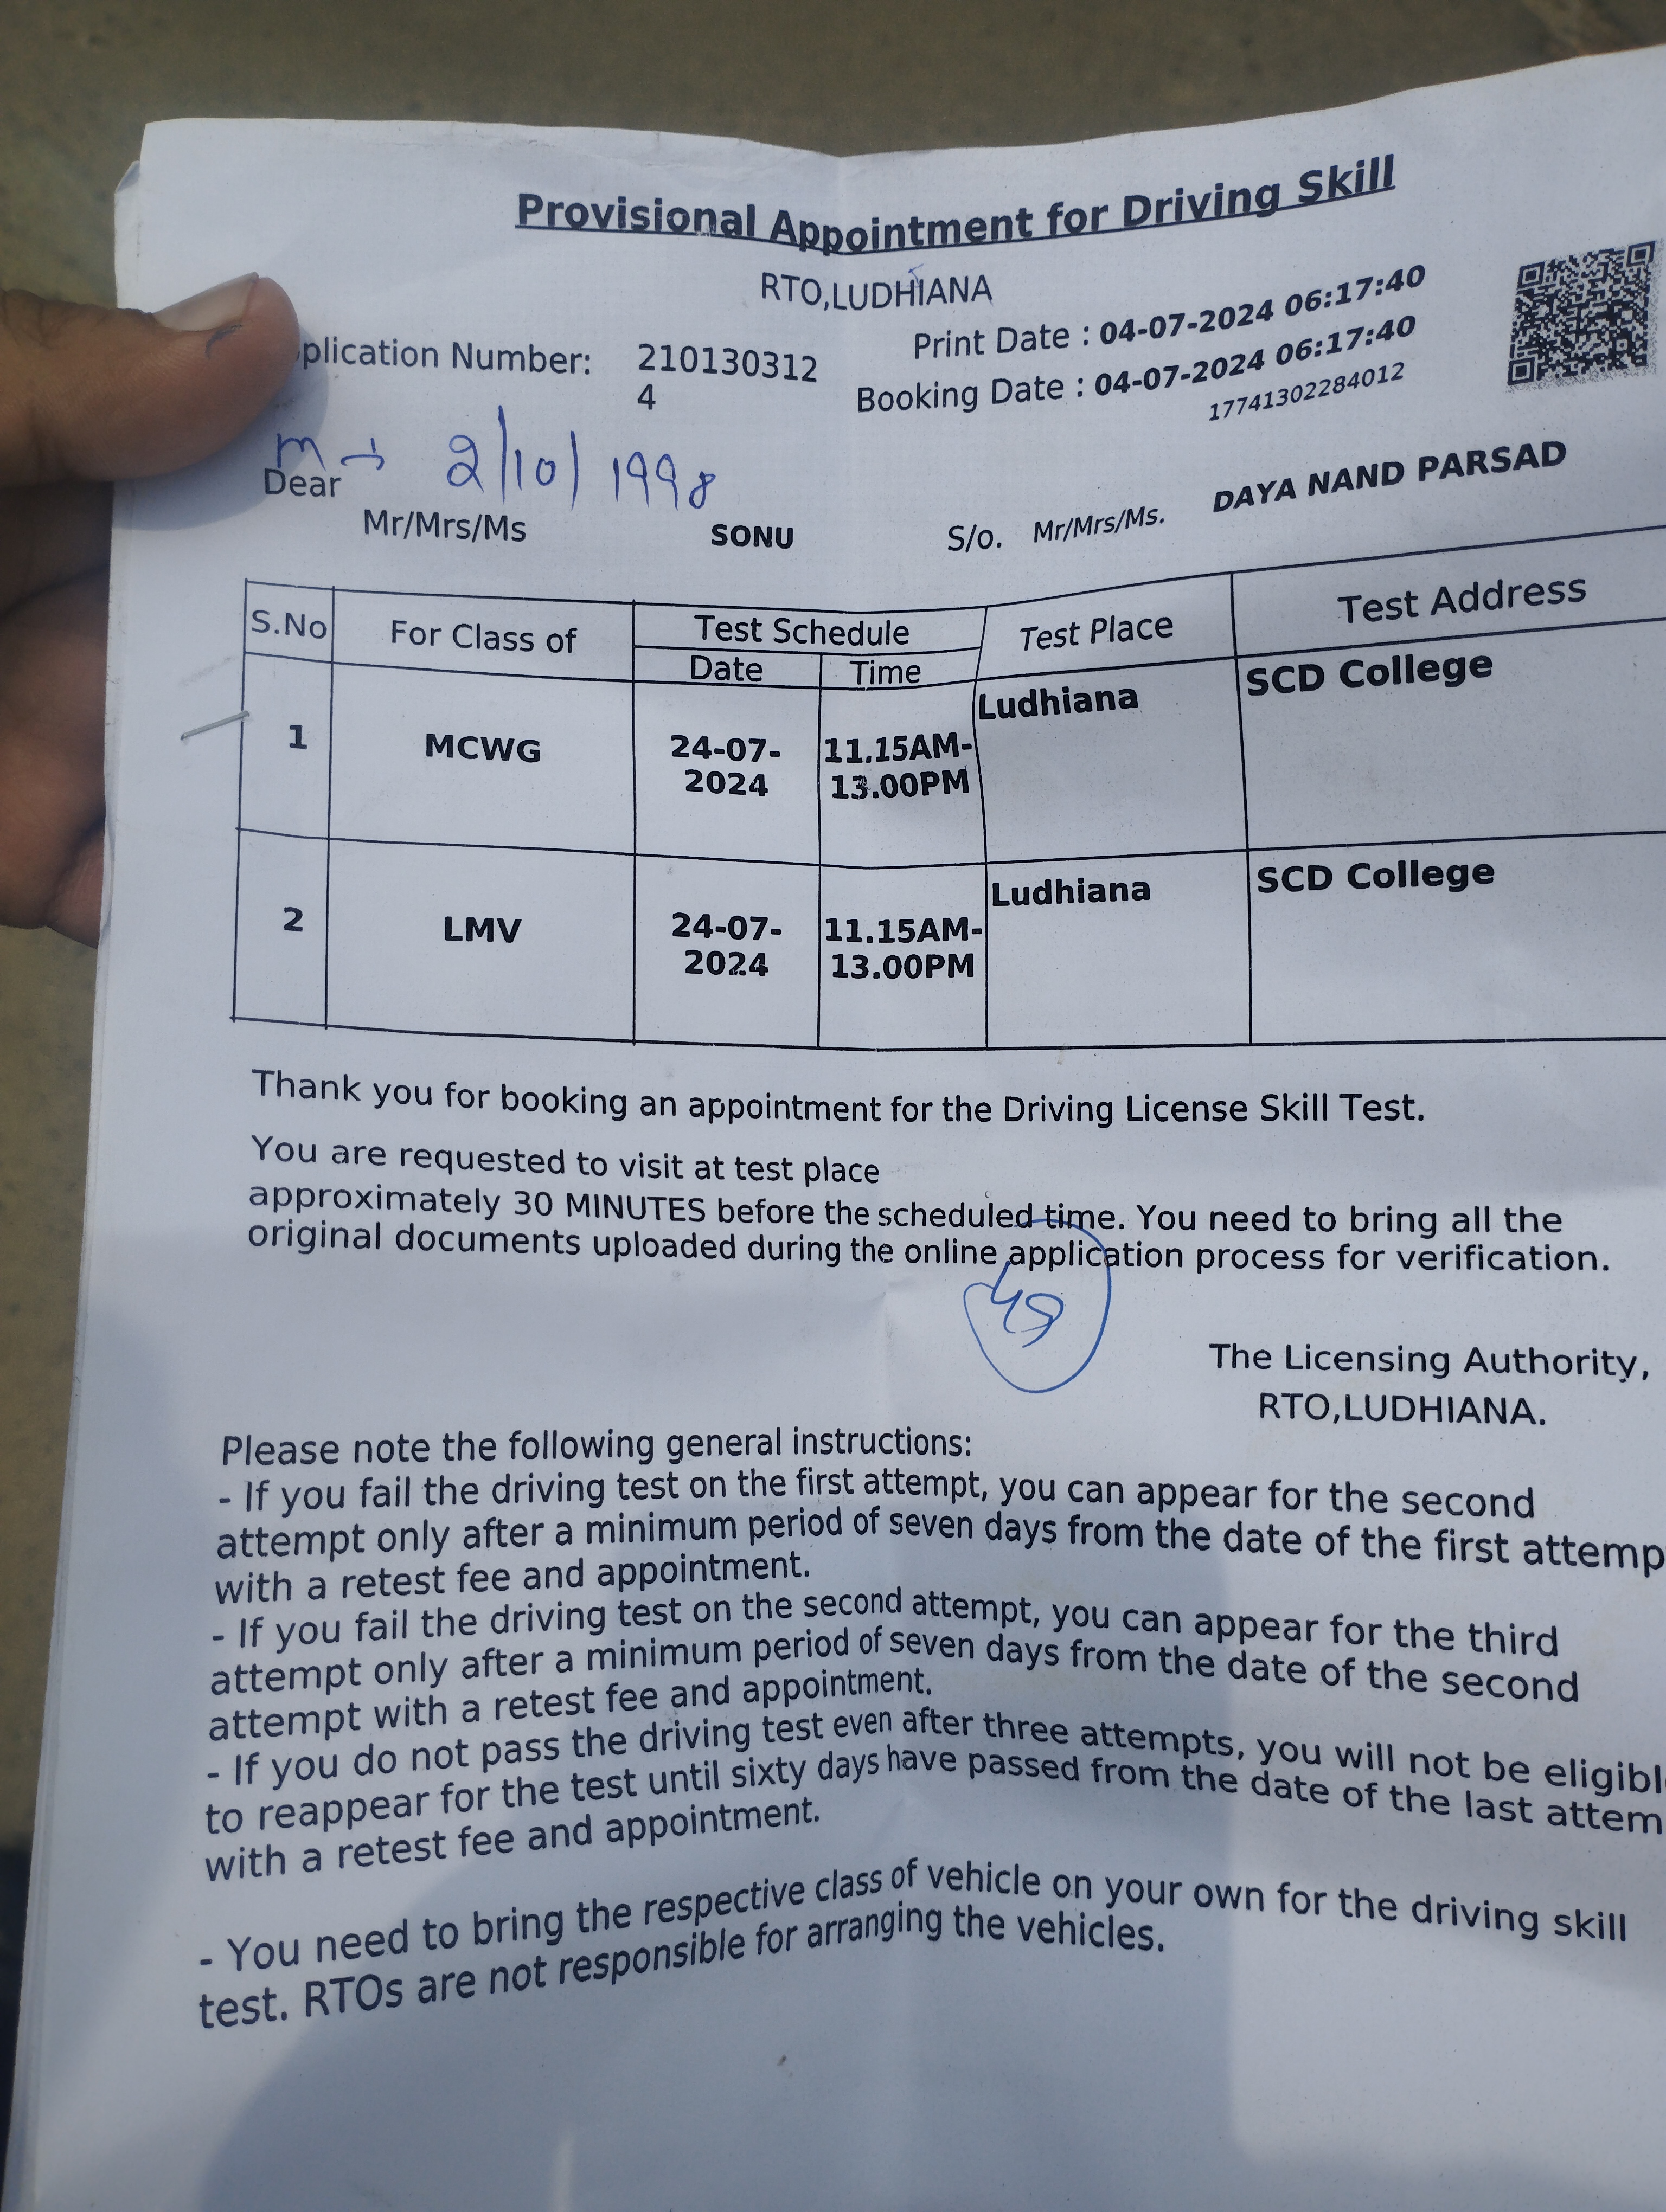 Provisional Appointment for Driving Skill
RTO,LUDHIANA
plication Number: 210130312
4
Print Date : 04-07-2024 06:17:40
Booking Date : 04-07-2024 06:17:40
17741302284012
m → 2/10/1998
Dear
Mr/Mrs/Ms SONU S/o. Mr/Mrs/Ms. DAYA NAND PARSAD
S.No For Class of Test Schedule Test Place Test Address
Date Time
1 MCWG 24-07-2024 11.15AM-13.00PM Ludhiana SCD College
2 LMV 24-07-2024 11.15AM-13.00PM Ludhiana SCD College
Thank you for booking an appointment for the Driving License Skill Test.
You are requested to visit at test place
approximately 30 MINUTES before the scheduled time. You need to bring all the
original documents uploaded during the online application process for verification.
The Licensing Authority,
RTO,LUDHIANA.
Please note the following general instructions:
- If you fail the driving test on the first attempt, you can appear for the second
attempt only after a minimum period of seven days from the date of the first attemp
with a retest fee and appointment.
- If you fail the driving test on the second attempt, you can appear for the third
attempt only after a minimum period of seven days from the date of the second
attempt with a retest fee and appointment.
- If you do not pass the driving test even after three attempts, you will not be eligibl
to reappear for the test until sixty days have passed from the date of the last attem
with a retest fee and appointment.
- You need to bring the respective class of vehicle on your own for the driving skill
test. RTOs are not responsible for arranging the vehicles.